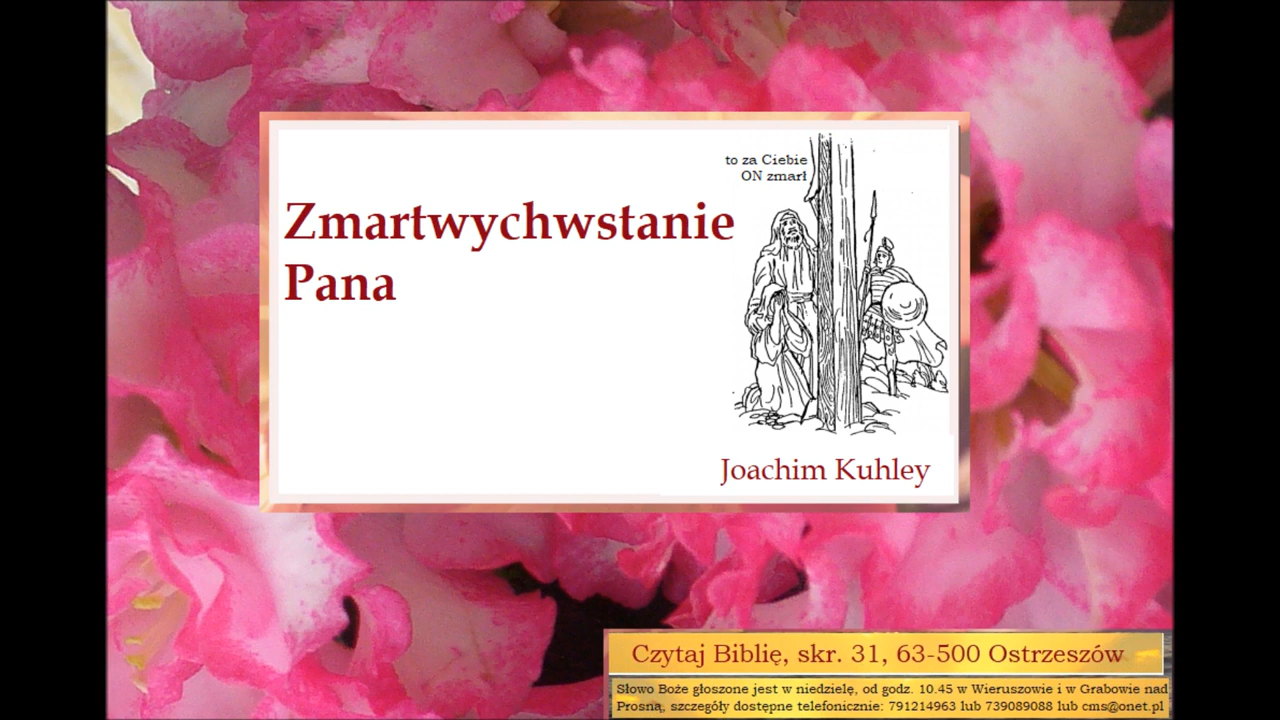 to za Ciebie
ON zmarł
Zmartwychwstanie
Pana
Joachim Kuhley
Czytaj Biblię, skr. 31, 63-500 Ostrzeszów
Słowo Boże głoszone jest w niedzielę, od godz. 10.45 w Wieruszowie i w Grabowie nad
Prosną, szczegóły dostępne telefonicznie: 791214963 lub 739089088 lub cms@onet.pl